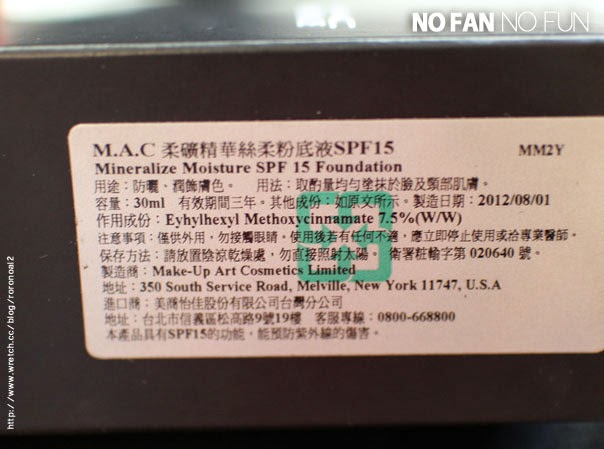 NO FAN NO FUN
M.A.C 柔礦精華絲柔粉底液SPF15 MM2Y
Mineralize Moisture SPF 15 Foundation
用途：防曬、潤飾膚色。 用法：取酌量均勻塗抹於臉及頸部肌膚。
容量：30ml 有效期間三年。其他成份：如原文所示。製造日期：2012/08/01
作用成份：Eyhylhexyl Methoxycinnamate 7.5%(W/W)
注意事項：僅供外用，勿接觸眼睛。使用後若有任何不適，應立即停止使用或洽專業醫師。
保存方法：請放置陰涼乾燥處，勿直接照射太陽。衛署粧輸字第 020640 號。
製造商：Make-Up Art Cosmetics Limited
地址：350 South Service Road, Melville, New York 11747, U.S.A
進口商：美商怡佳股份有限公司台灣分公司
地址：台北市信義區松高路9號19樓 客服專線：0800-668800
本產品具有SPF15的功能，能預防紫外線的傷害。
http://www.wretch.cc/blog/roronoal2